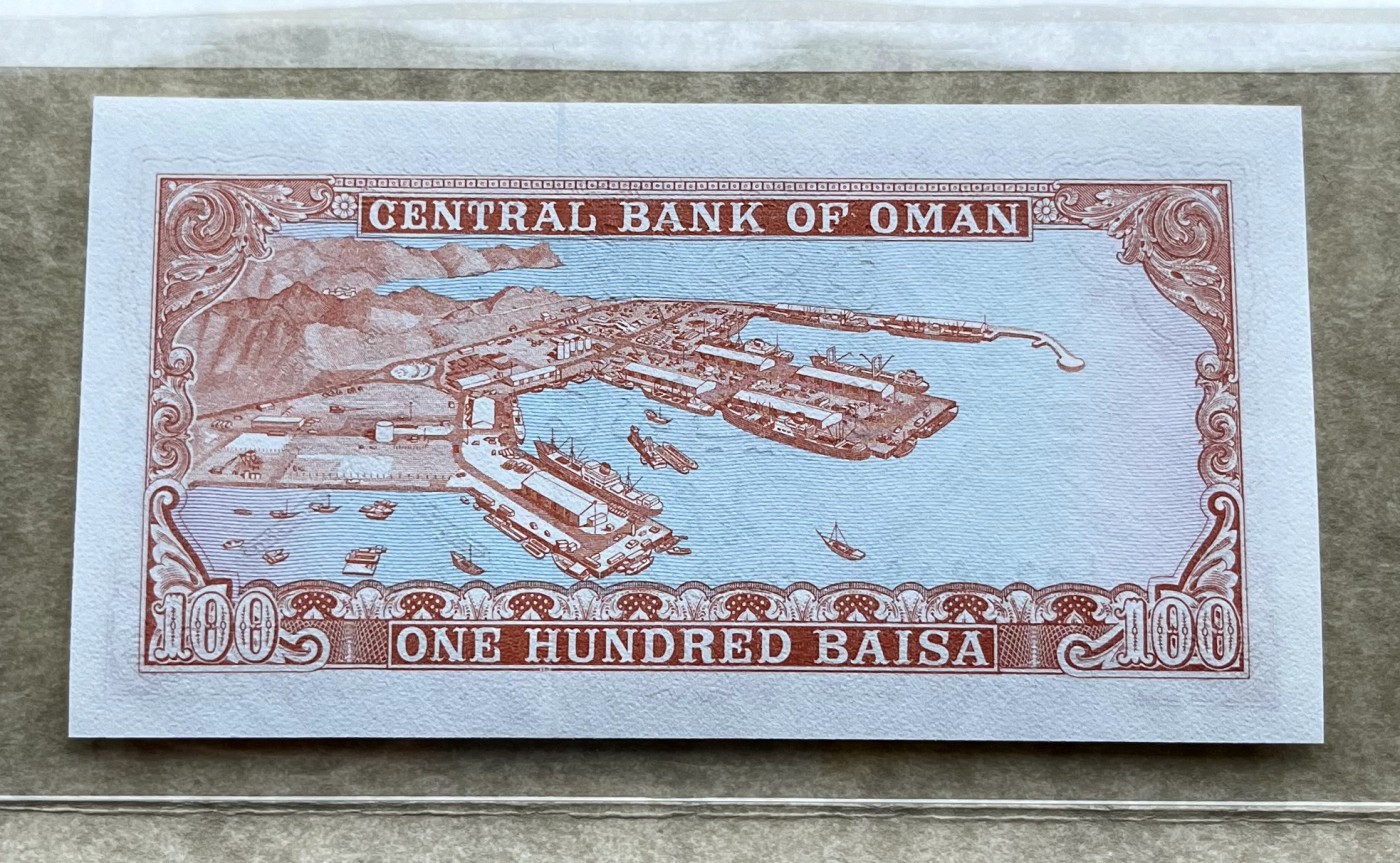 CENTRAL BANK OF OMAN
100 ONE HUNDRED BAISA 100